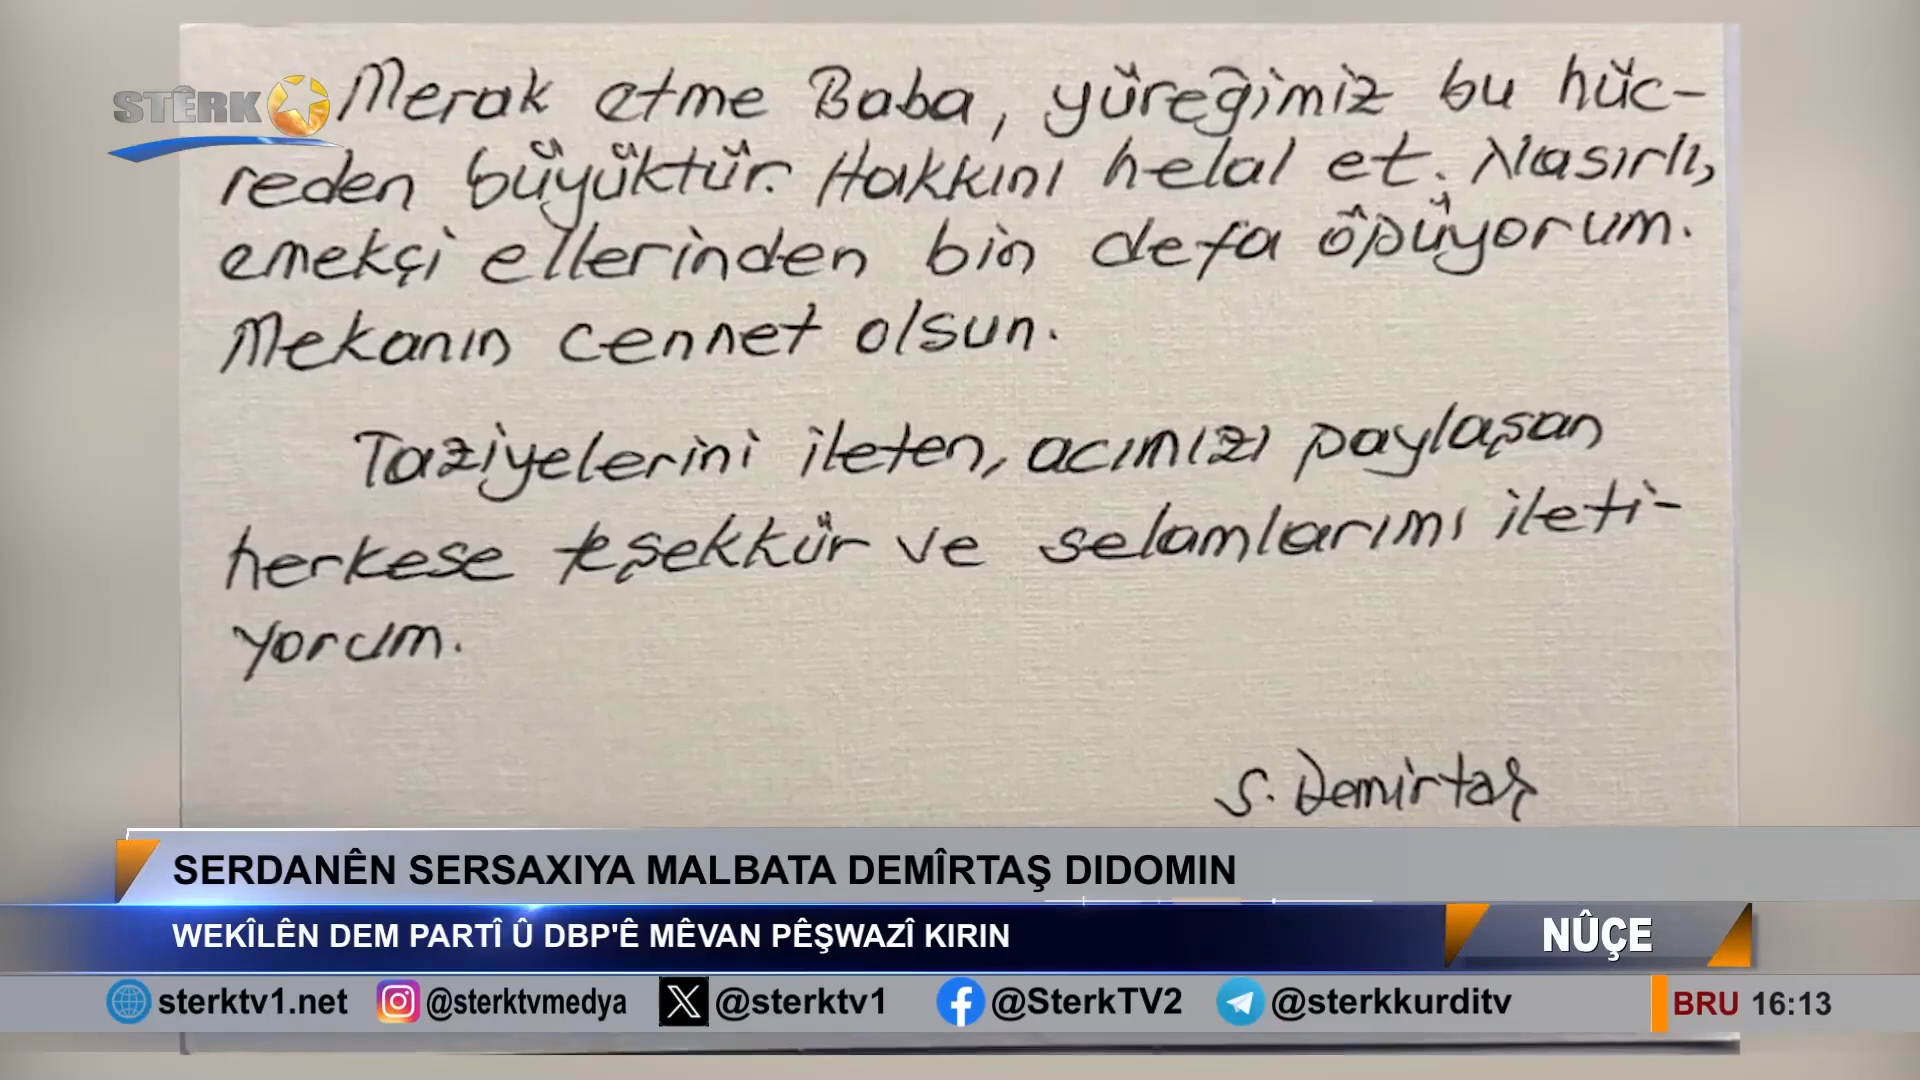 STÊRK
Merak etme Baba, yüreğimiz bu hüc-
reden büyüktür. Hakkını helal et. Nasırlı,
emekçi ellerinden bin defa öpüyorum.
Mekanın cennet olsun.
Taziyelerini ileten, acımızı paylaşan
herkese teşekkür ve selamlarımı ileti-
yorum.
S. Demirtaş
SERDANÊN SERSAXIYA MALBATA DEMÎRTAŞ DIDOMIN
WEKÎLÊN DEM PARTÎ Û DBP'Ê MÊVAN PÊŞWAZÎ KIRIN
NÛÇE
sterktv1.net @sterktvmedya @sterktv1 @SterkTV2 @sterkkurditv
BRU 16:13